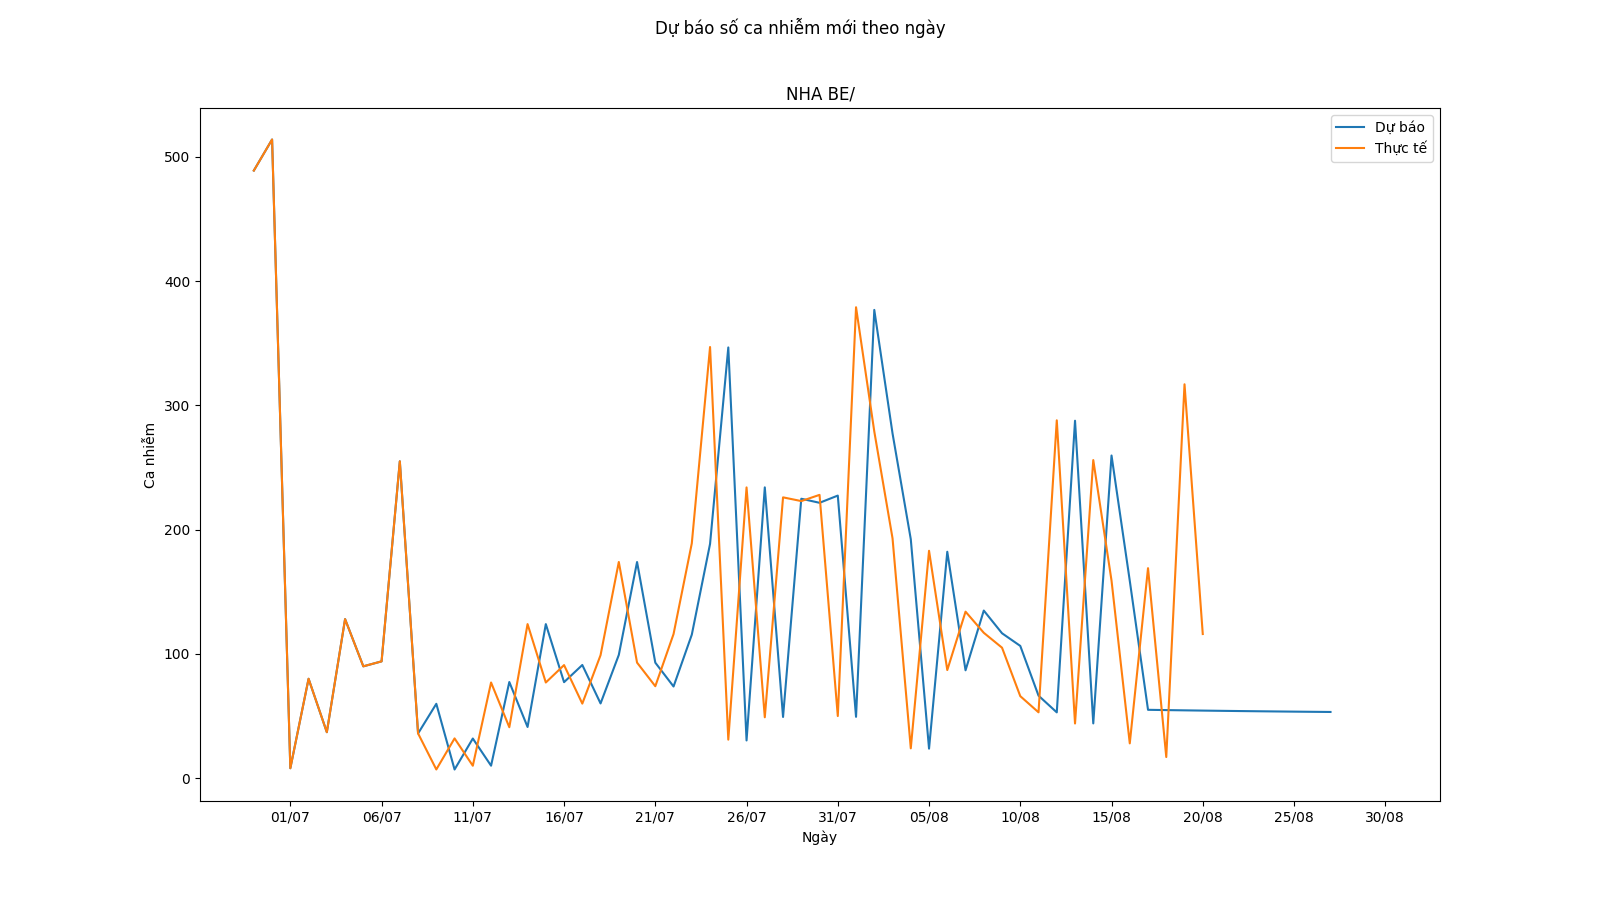 Dự báo số ca nhiễm mới theo ngày
NHA BE/
Dự báo
Thực tế
500
400
300
200
100
0
Ca nhiễm
01/07 06/07 11/07 16/07 21/07 26/07 31/07 05/08 10/08 15/08 20/08 25/08 30/08
Ngày